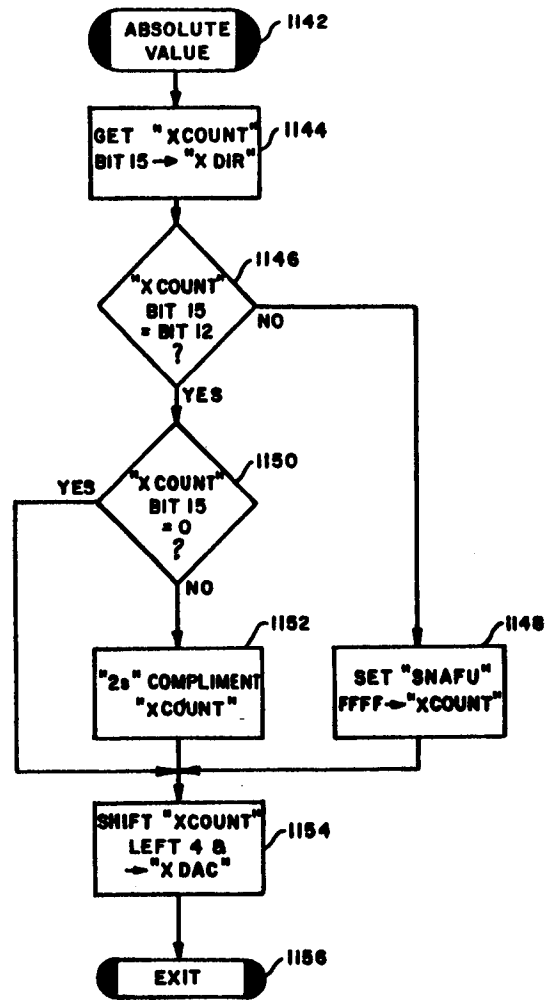 ABSOLUTE
VALUE
1142
GET "XCOUNT"
BIT 15→"X DIR"
1144
"X COUNT"
BIT 15
= BIT 12
?
1146
NO
YES
"X COUNT"
BIT 15
=0
?
1150
YES
NO
"2s" COMPLIMENT
"XCOUNT"
1152
SET "SNAFU"
FFFF→"XCOUNT"
1148
SHIFT "XCOUNT"
LEFT 4 &
→"X DAC"
1154
EXIT
1156